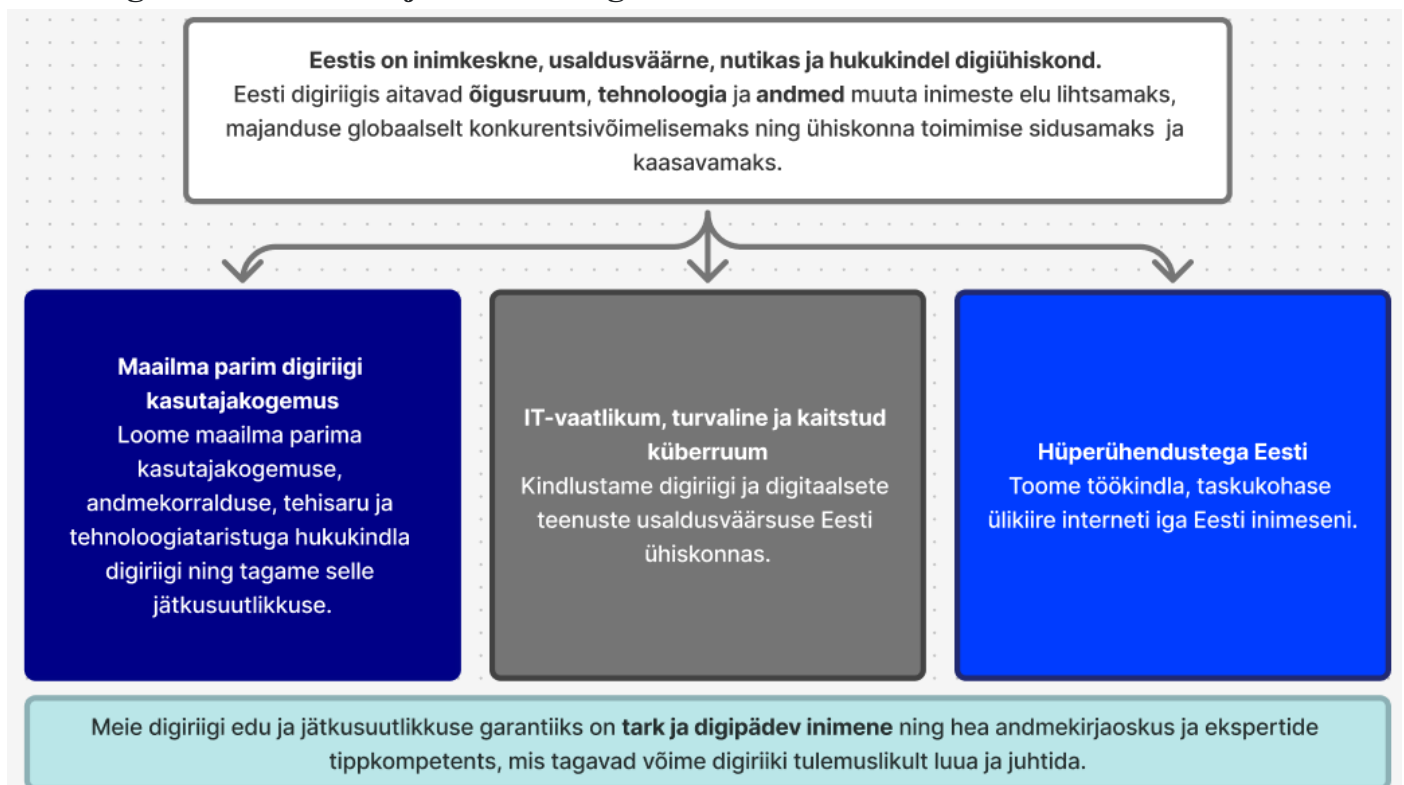 Eestis on inimkeskne, usaldusväärne, nutikas ja hukukindel digiühiskond.
Eesti digiriigis aitavad õigusruum, tehnoloogia ja andmed muuta inimeste elu lihtsamaks,
majanduse globaalselt konkurentsivõimelisemaks ning ühiskonna toimimise sidusamaks ja
kaasavamaks.
Maailma parim digiriigi
kasutajakogemus
Loome maailma parima
kasutajakogemuse,
andmekorralduse, tehisaru ja
tehnoloogiataristuga hukukindla
digiriigi ning tagame selle
jätkusuutlikkuse.
IT-vaatlikum, turvaline ja kaitstud
küberruum
Kindlustame digiriigi ja digitaalsete
teenuste usaldusväärsuse Eesti
ühiskonnas.
Hüperühendustega Eesti
Toome töökindla, taskukohase
ülikiire interneti iga Eesti inimeseni.
Meie digiriigi edu ja jätkusuutlikkuse garantiiks on tark ja digipädev inimene ning hea andmekirjaoskus ja ekspertide
tippkompetents, mis tagavad võime digiriiki tulemuslikult luua ja juhtida.